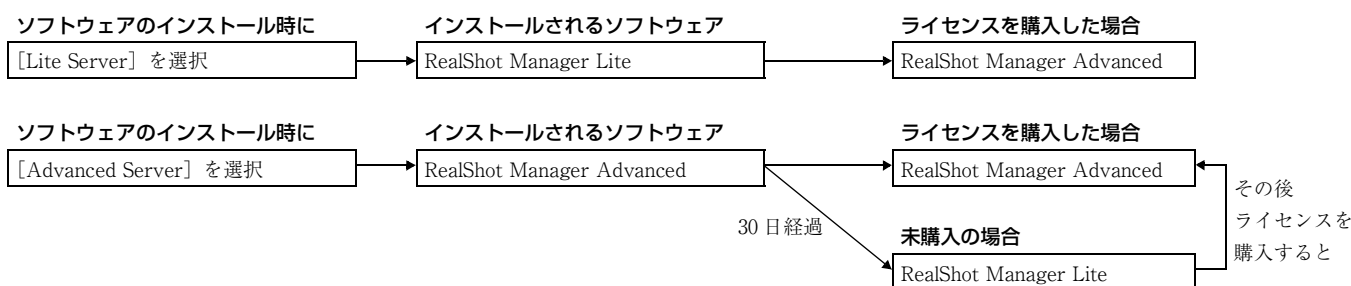 ソフトウェアのインストール時に
インストールされるソフトウェア
ライセンスを購入した場合
［Lite Server］を選択
RealShot Manager Lite
RealShot Manager Advanced
ソフトウェアのインストール時に
インストールされるソフトウェア
ライセンスを購入した場合
［Advanced Server］を選択
RealShot Manager Advanced
RealShot Manager Advanced
その後
ライセンスを
購入すると
30 日経過
未購入の場合
RealShot Manager Lite